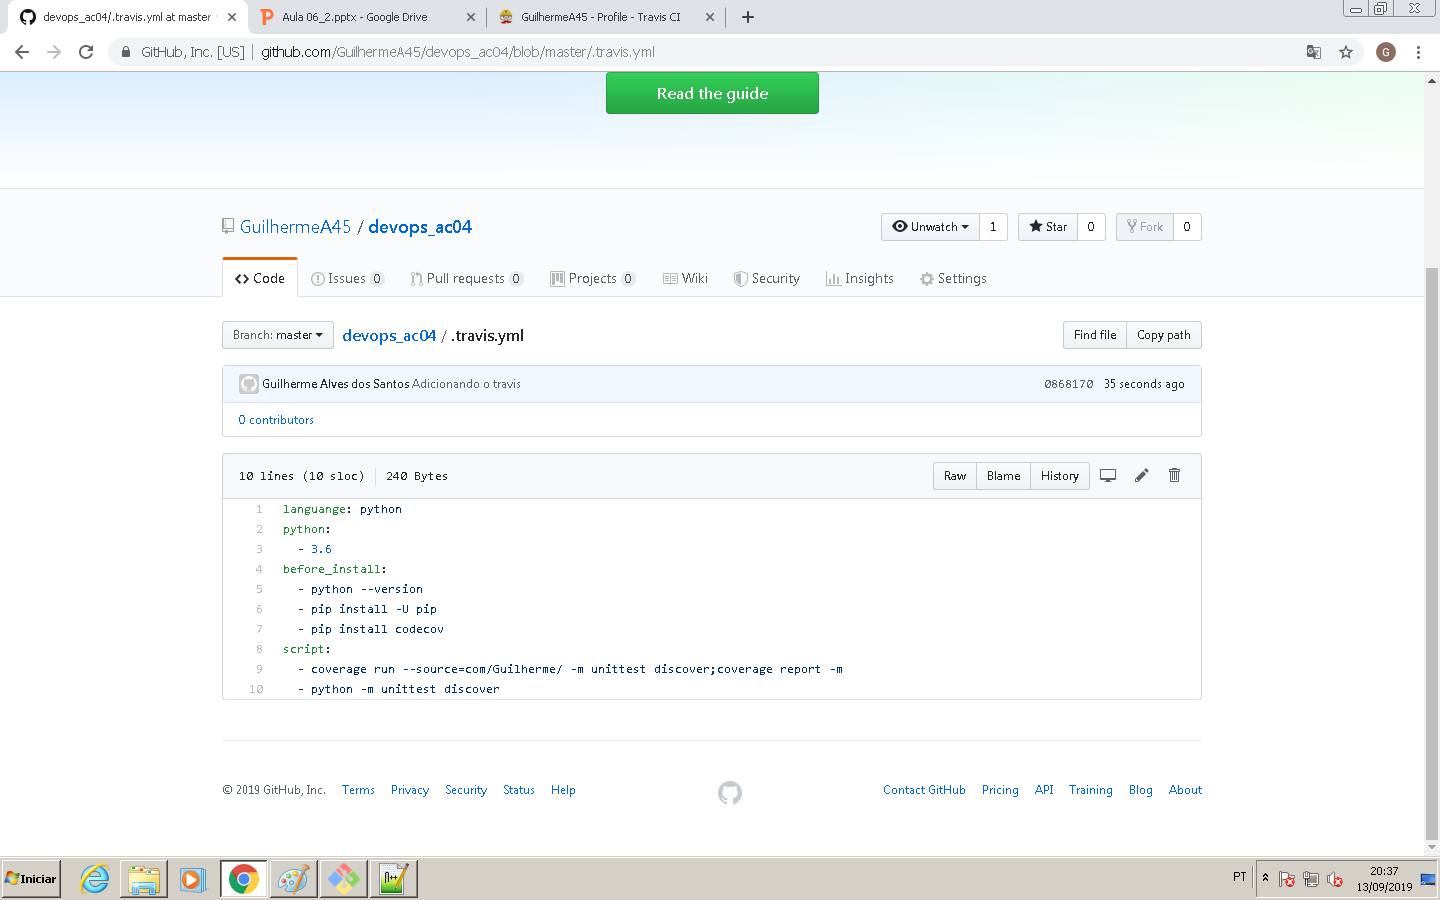 devops_ac04/.travis.yml at master
Aula 06_2.pptx - Google Drive
GuilhermeA45 - Profile - Travis CI
GitHub, Inc. [US] | github.com/GuilhermeA45/devops_ac04/blob/master/.travis.yml
G
Read the guide
GuilhermeA45 / devops_ac04
Unwatch 1
Star 0
Fork 0
Code
Issues 0
Pull requests 0
Projects 0
Wiki
Security
Insights
Settings
Branch: master
devops_ac04 / .travis.yml
Find file
Copy path
Guilherme Alves dos Santos Adicionando o travis
0868170 35 seconds ago
0 contributors
10 lines (10 sloc) 240 Bytes
Raw
Blame
History
1 languange: python
2 python:
3 - 3.6
4 before_install:
5 - python --version
6 - pip install -U pip
7 - pip install codecov
8 script:
9 - coverage run --source=com/Guilherme/ -m unittest discover;coverage report -m
10 - python -m unittest discover
© 2019 GitHub, Inc. Terms Privacy Security Status Help
Contact GitHub Pricing API Training Blog About
Iniciar
PT
20:37
13/09/2019